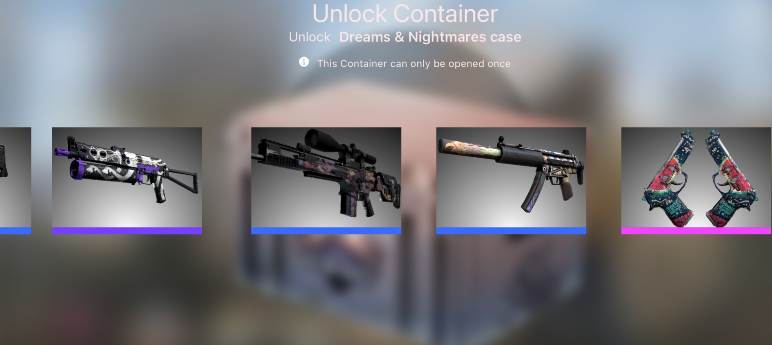 Unlock Container
Unlock Dreams & Nightmares case
This Container can only be opened once